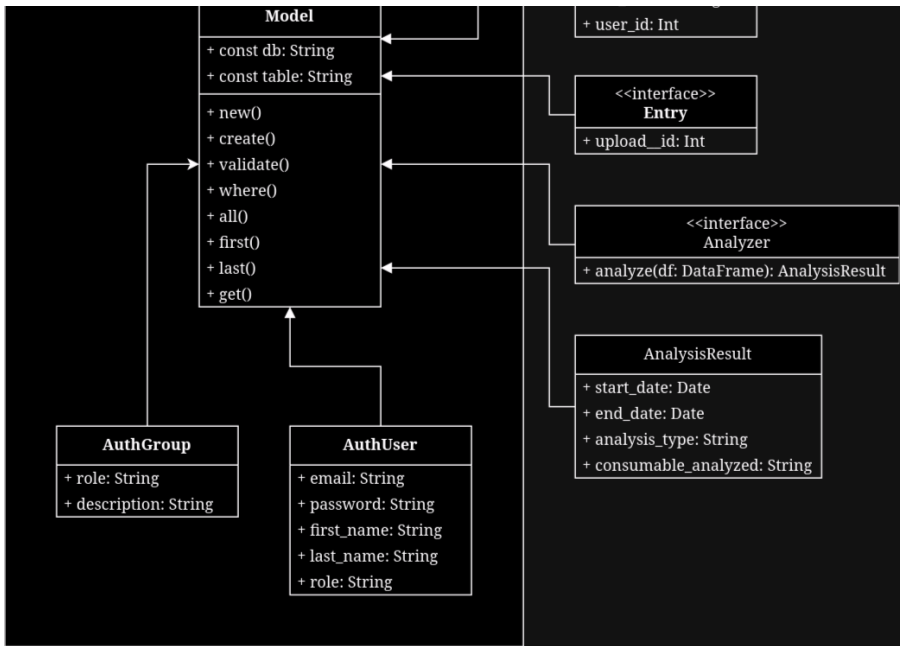 Model
+ const db: String
+ const table: String
+ new()
+ create()
+ validate()
+ where()
+ all()
+ first()
+ last()
+ get()
AuthGroup
+ role: String
+ description: String
AuthUser
+ email: String
+ password: String
+ first_name: String
+ last_name: String
+ role: String
+ user_id: Int
<<interface>>
Entry
+ upload__id: Int
<<interface>>
Analyzer
+ analyze(df: DataFrame): AnalysisResult
AnalysisResult
+ start_date: Date
+ end_date: Date
+ analysis_type: String
+ consumable_analyzed: String